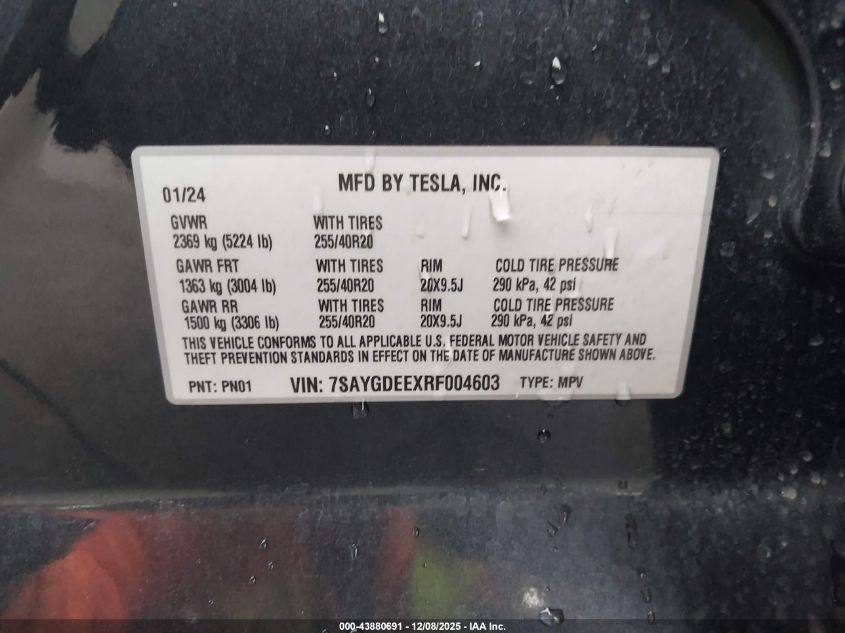 01/24 MFD BY TESLA, INC.
GVWR WITH TIRES
2369 kg (5224 lb) 255/40R20
GAWR FRT WITH TIRES RIM COLD TIRE PRESSURE
1363 kg (3004 lb) 255/40R20 20X9.5J 290 kPa, 42 psi
GAWR RR WITH TIRES RIM COLD TIRE PRESSURE
1500 kg (3306 lb) 255/40R20 20X9.5J 290 kPa, 42 psi
THIS VEHICLE CONFORMS TO ALL APPLICABLE U.S. FEDERAL MOTOR VEHICLE SAFETY AND
THEFT PREVENTION STANDARDS IN EFFECT ON THE DATE OF MANUFACTURE SHOWN ABOVE.
PNT: PN01 VIN: 7SAYGDEEXRF004603 TYPE: MPV
000-43880691 - 12/08/2025 - IAA Inc.